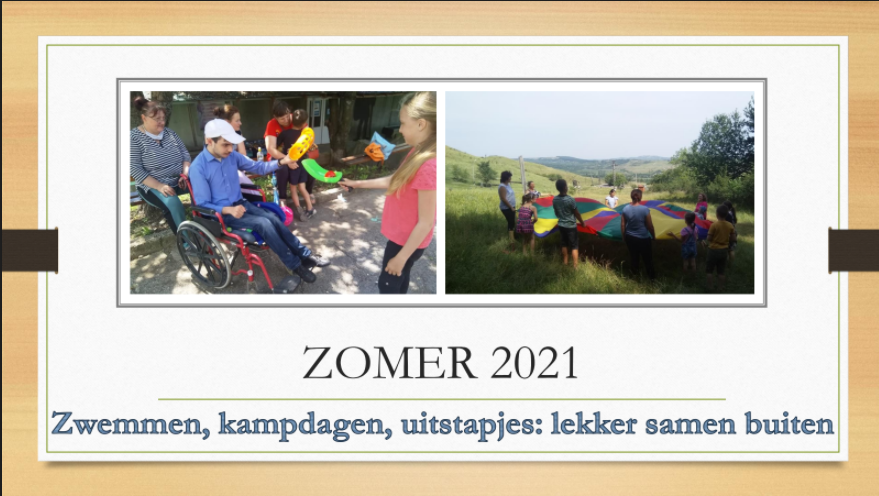 ZOMER 2021
Zwemmen, kampdagen, uitstapjes: lekker samen buiten